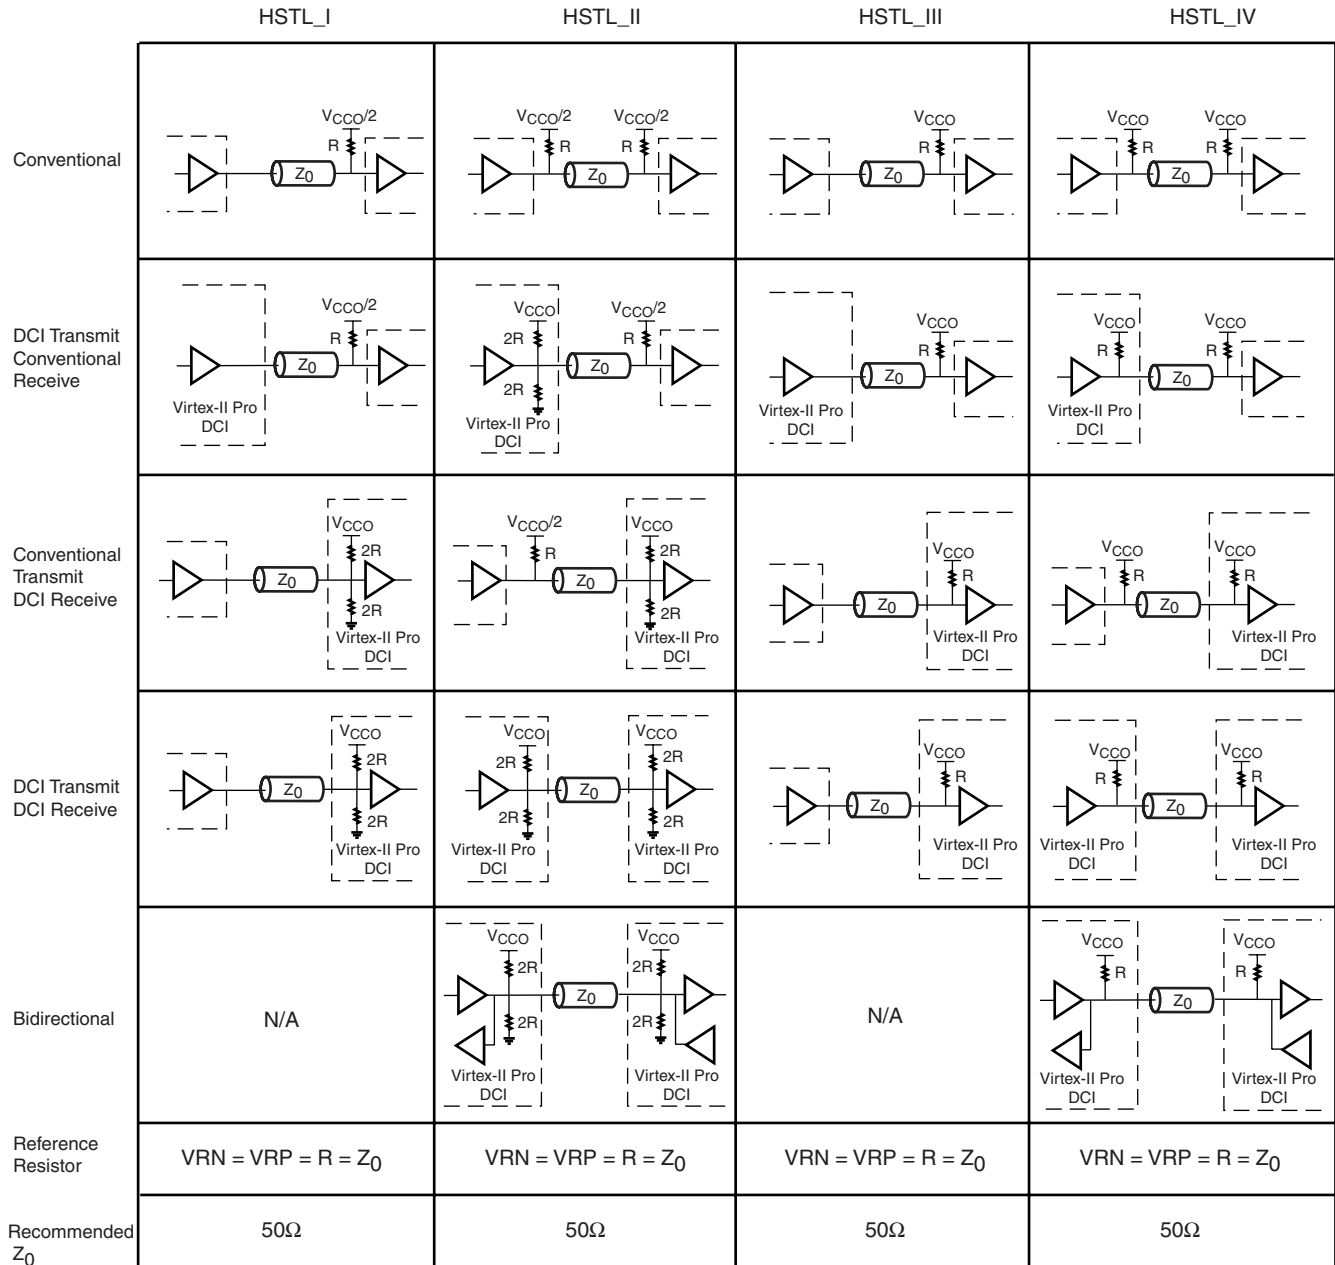 HSTL_I HSTL_II HSTL_III HSTL_IV
Conventional
VCCO/2
R
Z0
VCCO/2 VCCO/2
R R
Z0
VCCO
R
Z0
VCCO VCCO
R R
Z0
DCI Transmit
Conventional
Receive
VCCO/2
R
Z0
Virtex-II Pro
DCI
VCCO VCCO/2
2R R
Z0
2R
Virtex-II Pro
DCI
VCCO
R
Z0
Virtex-II Pro
DCI
VCCO VCCO
R R
Z0
Virtex-II Pro
DCI
Conventional
Transmit
DCI Receive
VCCO
2R
Z0
2R
Virtex-II Pro
DCI
VCCO/2 VCCO
R 2R
Z0
2R
Virtex-II Pro
DCI
VCCO
R
Z0
Virtex-II Pro
DCI
VCCO VCCO
R R
Z0
Virtex-II Pro
DCI
DCI Transmit
DCI Receive
VCCO
2R
Z0
2R
Virtex-II Pro
DCI
VCCO VCCO
2R 2R
Z0
2R 2R
Virtex-II Pro Virtex-II Pro
DCI DCI
VCCO
R
Z0
Virtex-II Pro
DCI
VCCO VCCO
R R
Z0
Virtex-II Pro Virtex-II Pro
DCI DCI
Bidirectional
N/A
VCCO VCCO
2R 2R
Z0
2R 2R
Virtex-II Pro Virtex-II Pro
DCI DCI
N/A
VCCO VCCO
R R
Z0
Virtex-II Pro Virtex-II Pro
DCI DCI
Reference
Resistor
VRN = VRP = R = Z0 VRN = VRP = R = Z0 VRN = VRP = R = Z0 VRN = VRP = R = Z0
Recommended
Z0
50Ω 50Ω 50Ω 50Ω